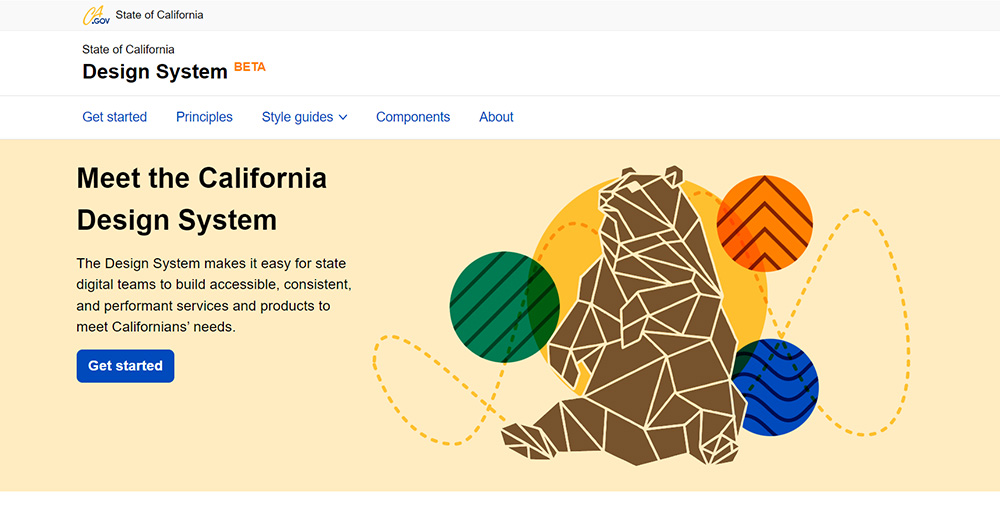 CA.GOV State of California
State of California
Design System BETA
Get started Principles Style guides Components About
Meet the California
Design System
The Design System makes it easy for state
digital teams to build accessible, consistent,
and performant services and products to
meet Californians’ needs.
Get started